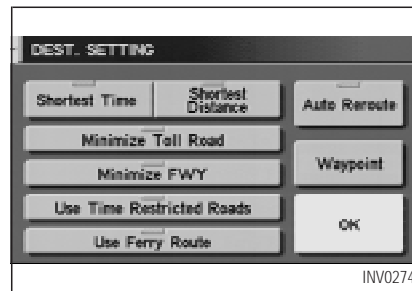 DEST. SETTING
Shortest Time
Shortest
Distance
Auto Reroute
Minimize Toll Road
Minimize FWY
Waypoint
Use Time Restricted Roads
Use Ferry Route
OK
INV0274